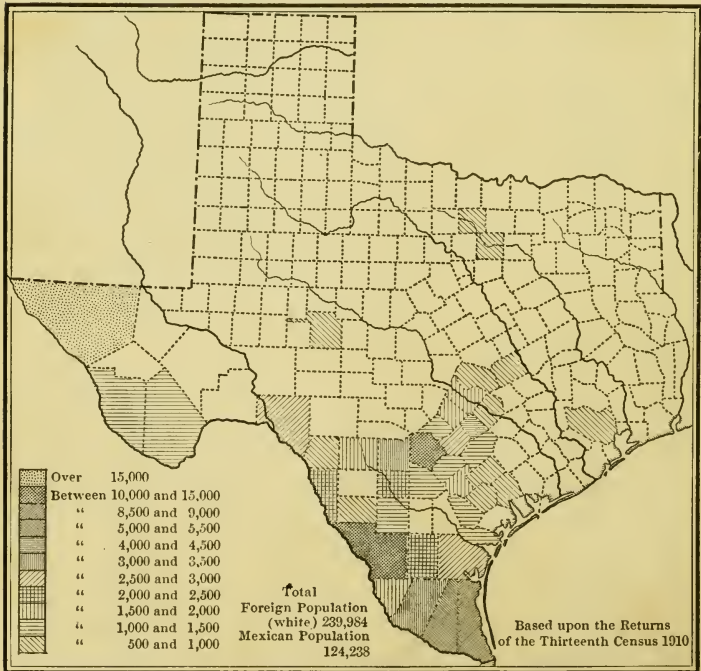 Over 15,000
Between 10,000 and 15,000
“ 8,500 and 9,000
“ 5,000 and 5,500
“ 4,000 and 4,500
“ 3,000 and 3,500
“ 2,500 and 3,000
“ 2,000 and 2,500
“ 1,500 and 2,000
“ 1,000 and 1,500
“ 500 and 1,000
Total
Foreign Population
(white) 239,984
Mexican Population
124,238
Based upon the Returns
of the Thirteenth Census 1910